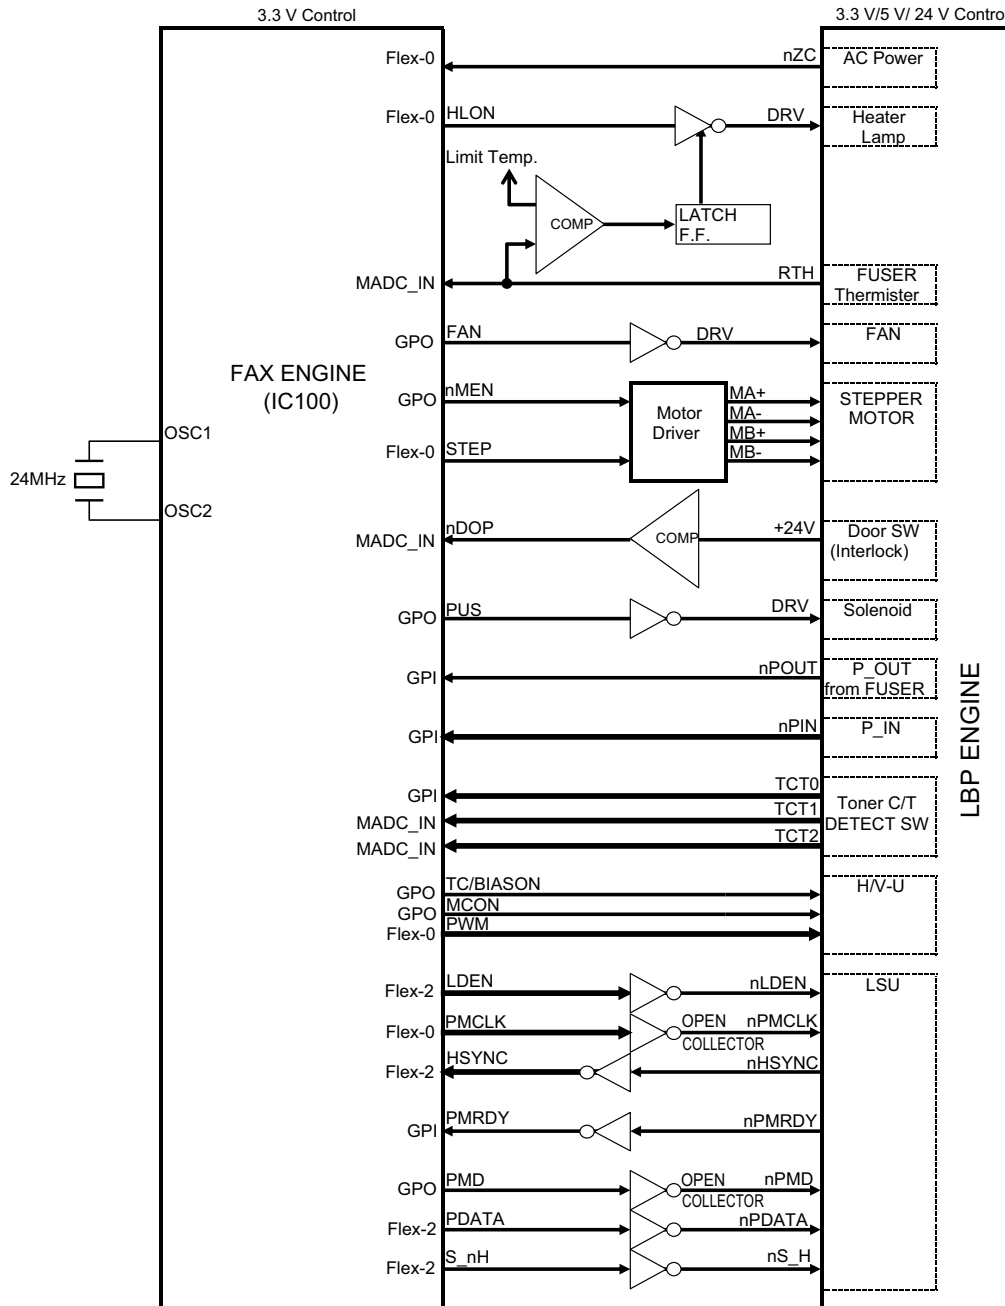 3.3 V Control
3.3 V/5 V/ 24 V Contro
Flex-0
nZC
AC Power
Flex-0
HLON
DRV
Heater
Lamp
Limit Temp.
COMP
LATCH
F.F.
MADC_IN
RTH
FUSER
Thermister
GPO
FAN
DRV
FAN
FAX ENGINE
(IC100)
GPO
nMEN
Motor
Driver
MA+
MA-
MB+
MB-
STEPPER
MOTOR
Flex-0
STEP
OSC1
24MHz
OSC2
MADC_IN
nDOP
COMP
+24V
Door SW
(Interlock)
GPO
PUS
DRV
Solenoid
GPI
nPOUT
P_OUT
from FUSER
GPI
nPIN
P_IN
LBP ENGINE
GPI
TCT0
MADC_IN
TCT1
MADC_IN
TCT2
Toner C/T
DETECT SW
GPO
TC/BIASON
H/V-U
GPO
MCON
Flex-0
PWM
Flex-2
LDEN
nLDEN
LSU
Flex-0
PMCLK
OPEN
COLLECTOR
nPMCLK
Flex-2
HSYNC
nHSYNC
GPI
PMRDY
nPMRDY
GPO
PMD
OPEN
COLLECTOR
nPMD
Flex-2
PDATA
nPDATA
Flex-2
S_nH
nS_H